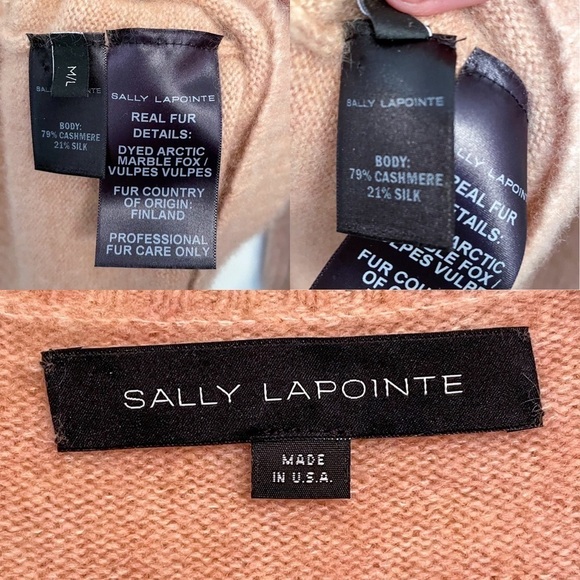 M/L
SALLY LAPOINTE
BODY:
79% CASHMERE
21% SILK
SALLY LAPOINTE
REAL FUR
DETAILS:
DYED ARCTIC
MARBLE FOX /
VULPES VULPES
FUR COUNTRY
OF ORIGIN:
FINLAND
PROFESSIONAL
FUR CARE ONLY
SALLY LAPOINTE
BODY:
79% CASHMERE
21% SILK
SALLY LAPOINTE
REAL FUR
DETAILS:
ARCTIC
MARBLE FOX
VULPES VULPES
FUR
SALLY LAPOINTE
MADE
IN U.S.A.